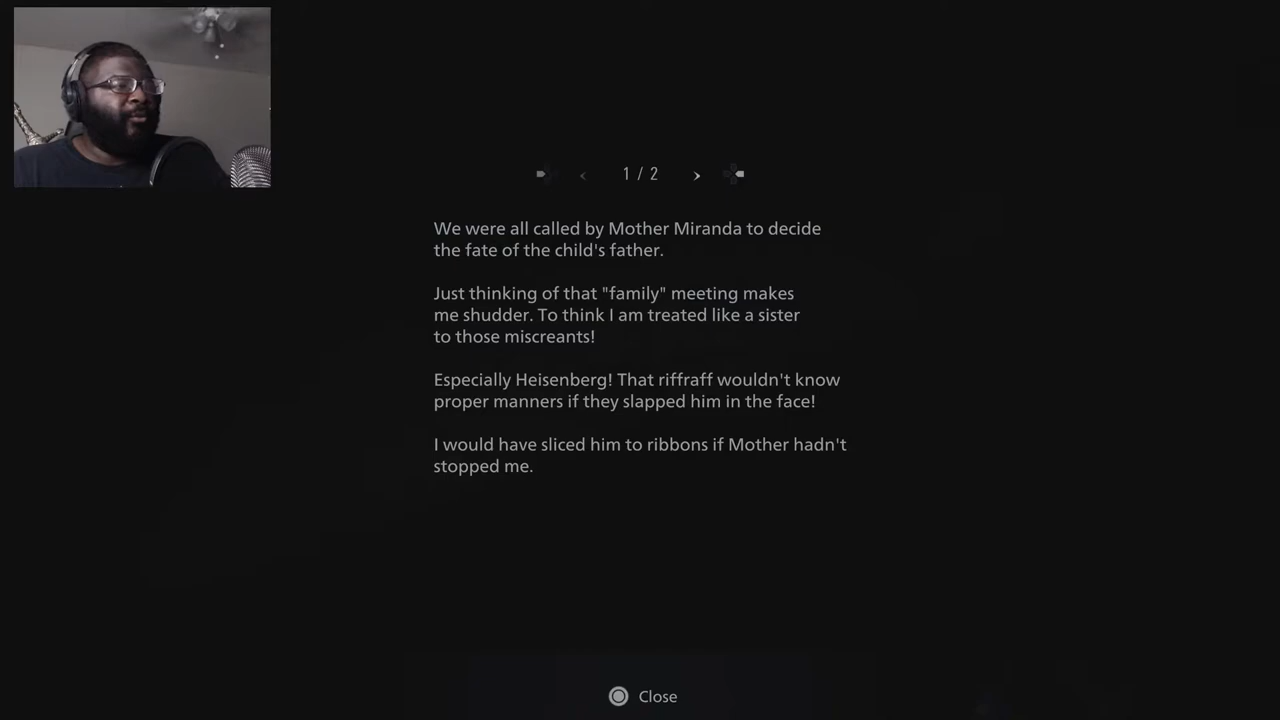 1 / 2
We were all called by Mother Miranda to decide
the fate of the child's father.
Just thinking of that "family" meeting makes
me shudder. To think I am treated like a sister
to those miscreants!
Especially Heisenberg! That riffraff wouldn't know
proper manners if they slapped him in the face!
I would have sliced him to ribbons if Mother hadn't
stopped me.
Close